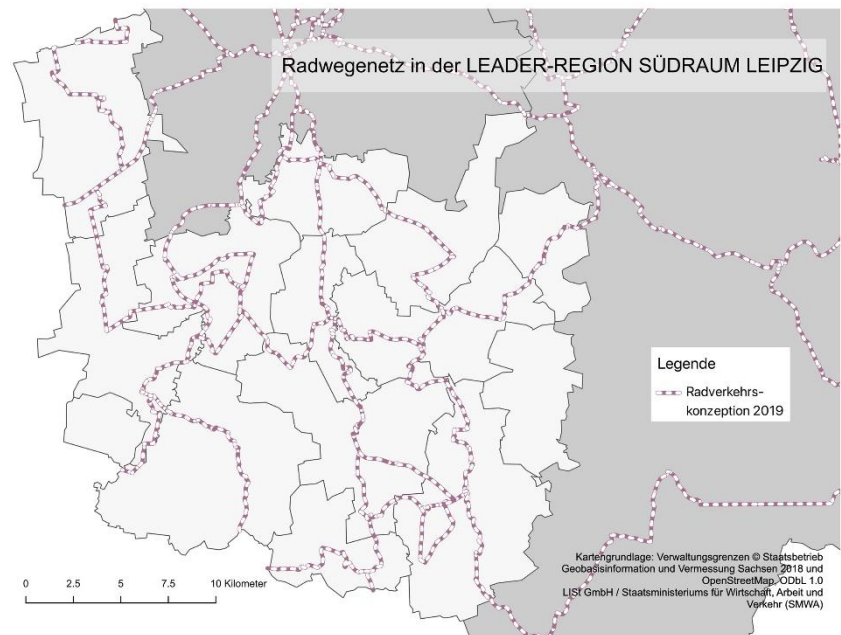 Radwegenetz in der LEADER-REGION SÜDRAUM LEIPZIG
Legende
Radverkehrs-
konzeption 2019
Kartengrundlage: Verwaltungsgrenzen © Staatsbetrieb
Geobasisinformation und Vermessung Sachsen 2018 und
OpenStreetMap, ODbL 1.0
LISt GmbH / Staatsministeriums für Wirtschaft, Arbeit und
Verkehr (SMWA)
0 2.5 5 7.5 10 Kilometer